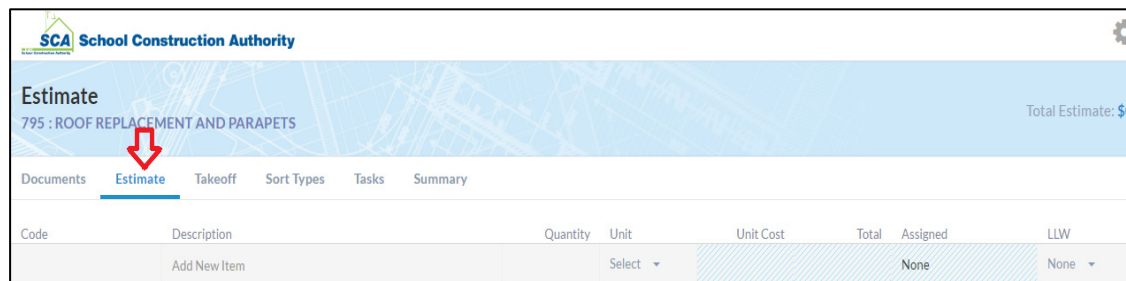 SCA School Construction Authority
Estimate
795 : ROOF REPLACEMENT AND PARAPETS
Total Estimate: $
Documents Estimate Takeoff Sort Types Tasks Summary
Code Description Quantity Unit Unit Cost Total Assigned LLW
Add New Item Select None None